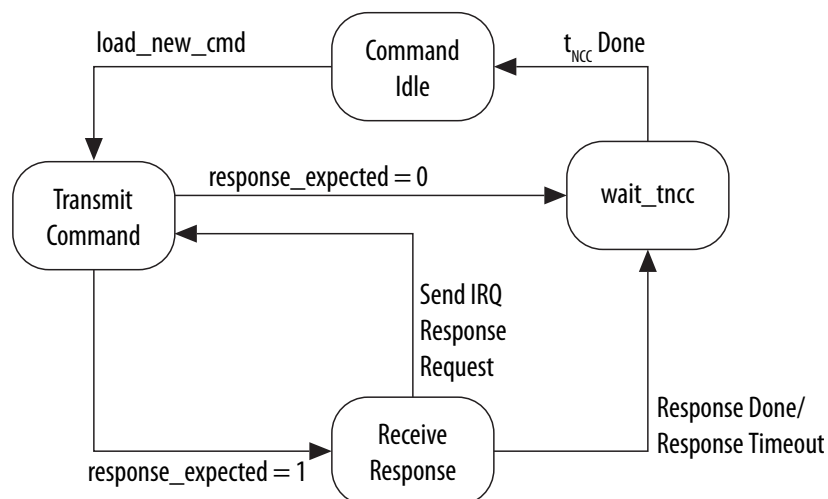 load_new_cmd
Command
Idle
t_NCC Done
Transmit
Command
response_expected = 0
wait_tncc
Send IRQ
Response
Request
response_expected = 1
Receive
Response
Response Done/
Response Timeout